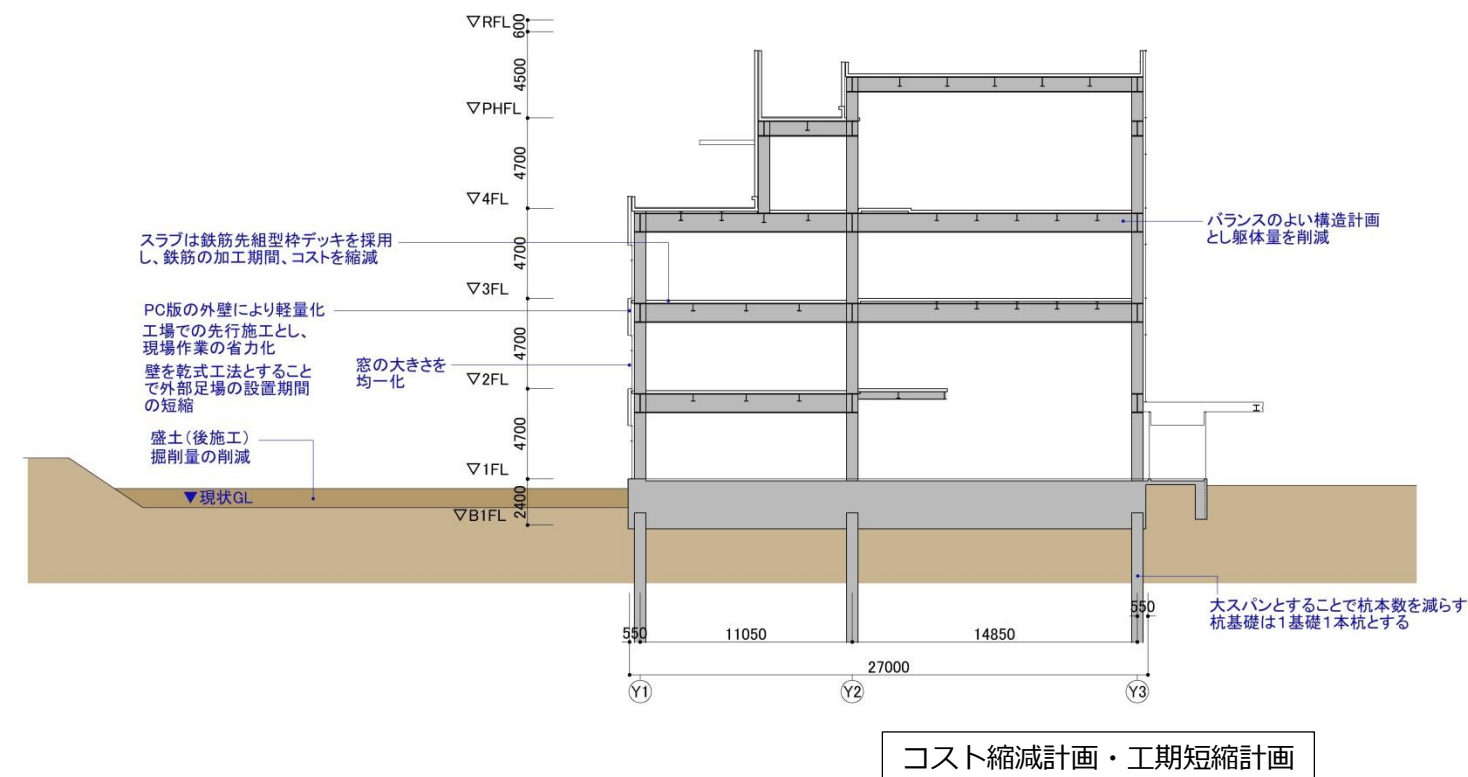 ▽RFL
600
4500
▽PHFL
4700
▽4FL
4700
▽3FL
4700
▽2FL
4700
▽1FL
2400
▽B1FL
スラブは鉄筋先組型枠デッキを採用
し、鉄筋の加工期間、コストを縮減
PC版の外壁により軽量化
工場での先行施工とし、
現場作業の省力化
壁を乾式工法とすること
で外部足場の設置期間
の短縮
窓の大きさを
均一化
盛土(後施工)
掘削量の削減
▼現状GL
バランスのよい構造計画
とし躯体量を削減
大スパンとすることで杭本数を減らす
杭基礎は1基礎1本杭とする
550
11050
14850
550
27000
Y1
Y2
Y3
H
コスト縮減計画・工期短縮計画